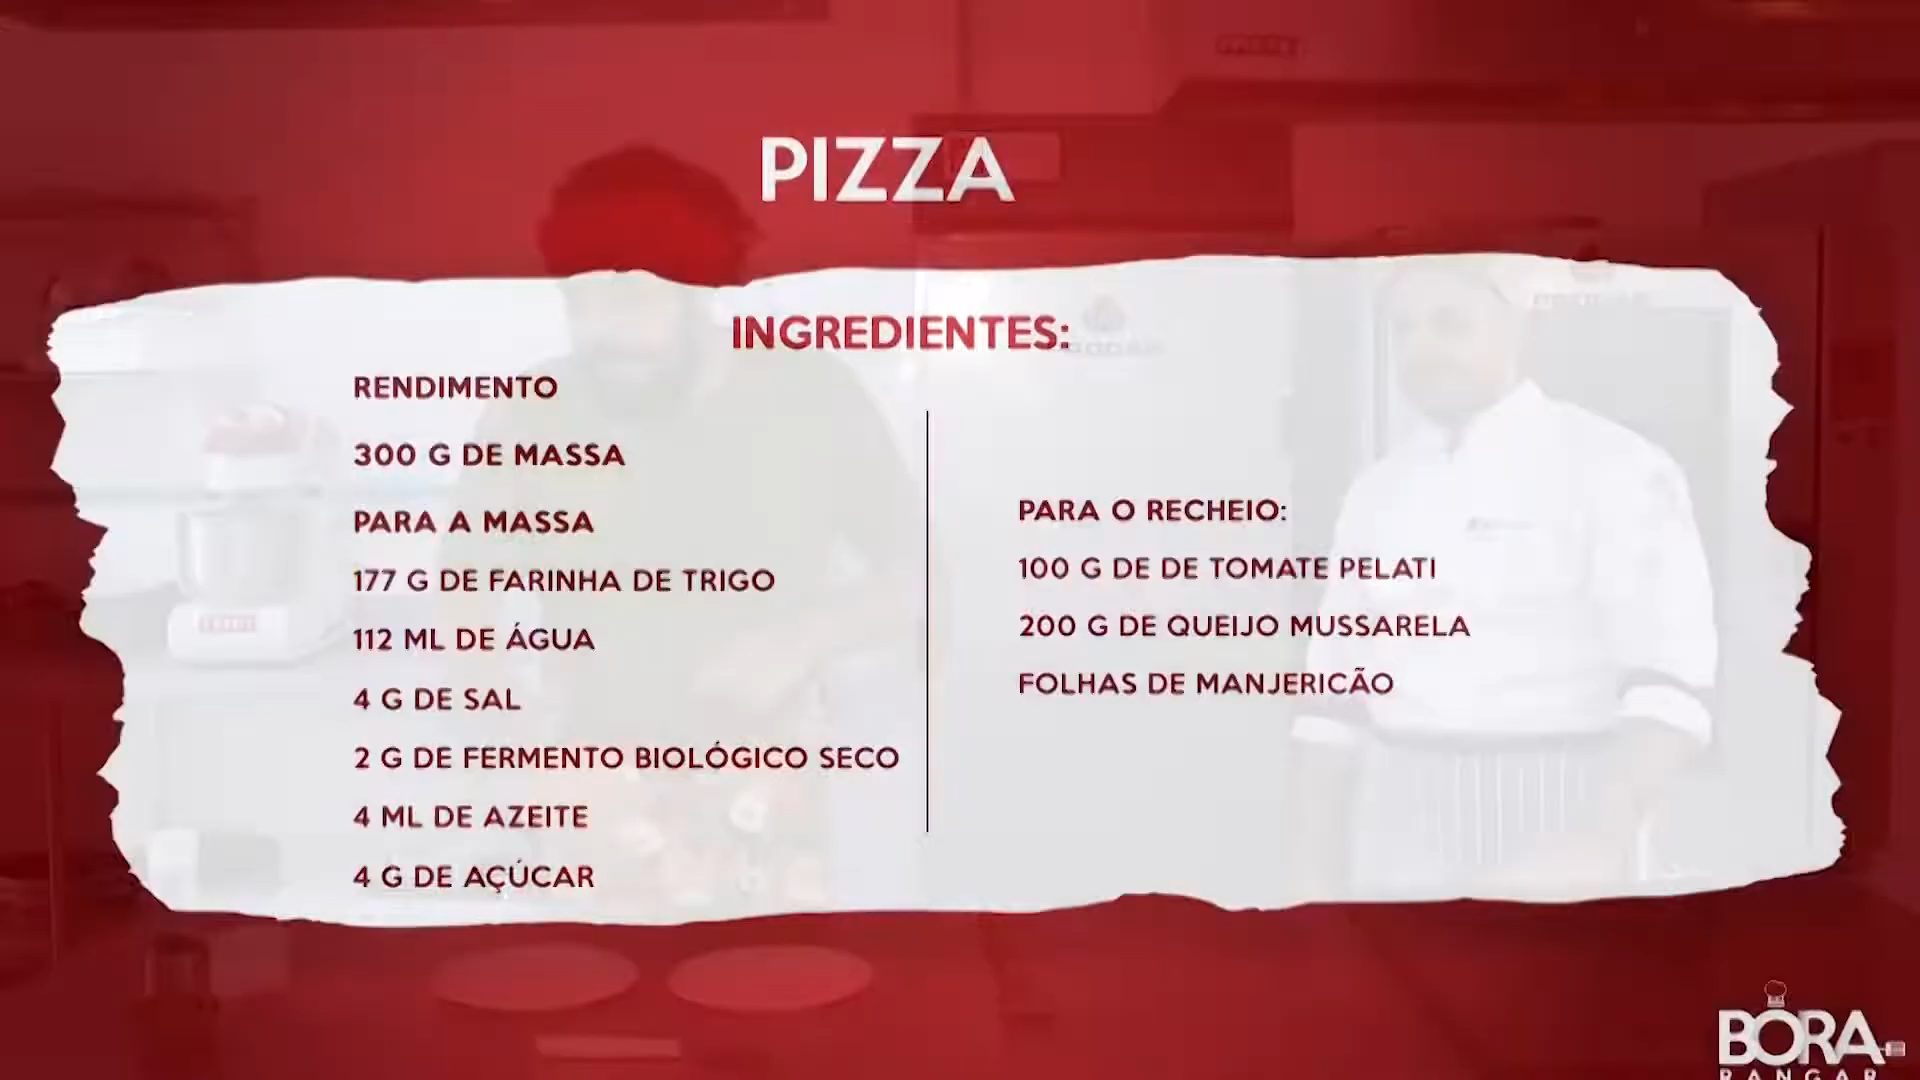 PIZZA
INGREDIENTES:
RENDIMENTO
300 G DE MASSA
PARA A MASSA
177 G DE FARINHA DE TRIGO
112 ML DE ÁGUA
4 G DE SAL
2 G DE FERMENTO BIOLÓGICO SECO
4 ML DE AZEITE
4 G DE AÇÚCAR
PARA O RECHEIO:
100 G DE DE TOMATE PELATI
200 G DE QUEIJO MUSSARELA
FOLHAS DE MANJERICÃO
BORA
RANGAR